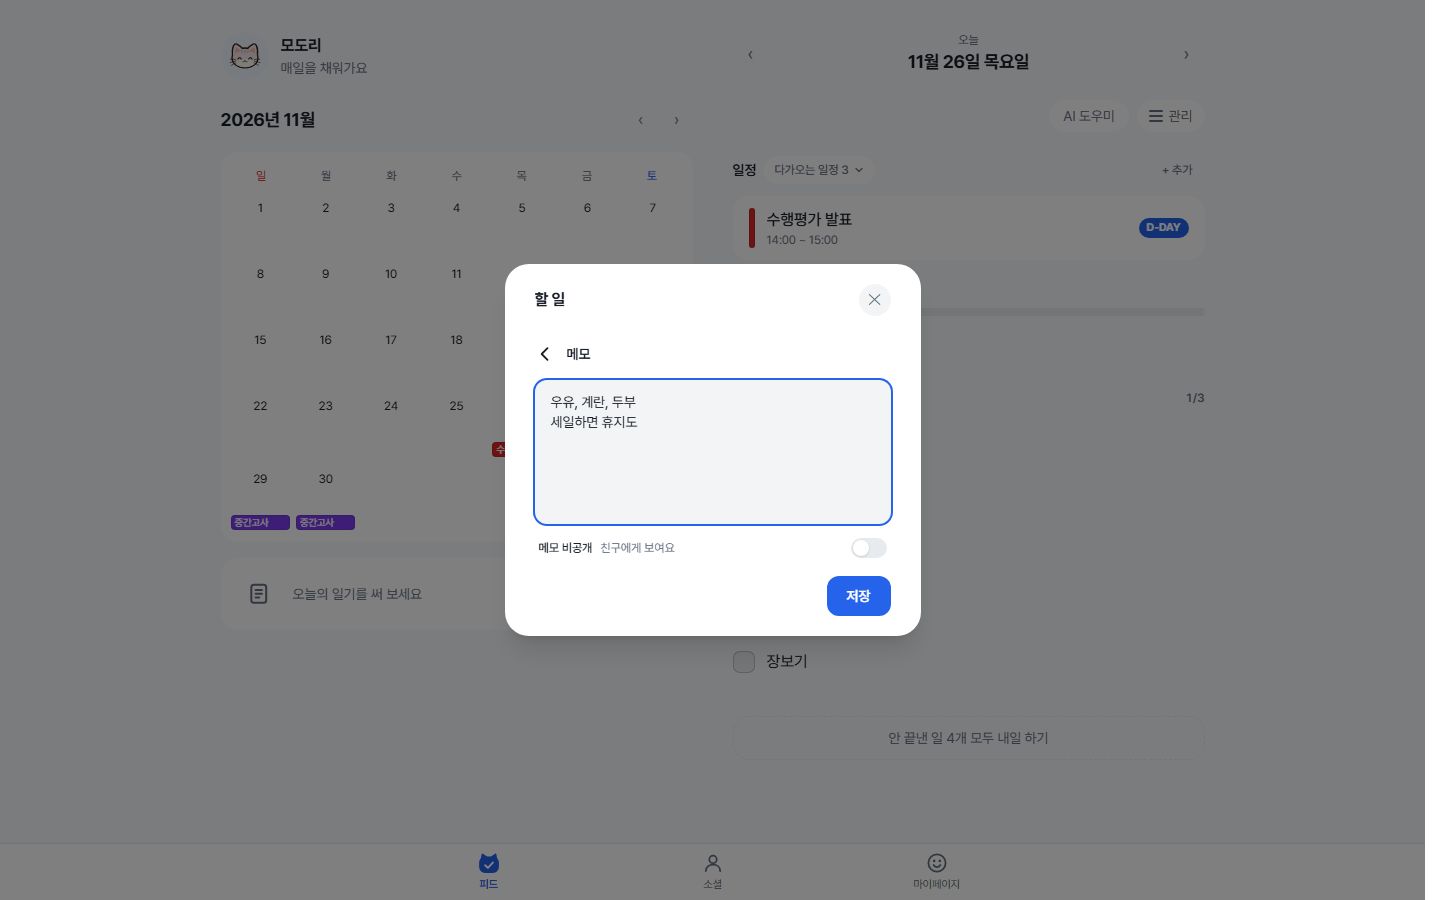 모도리
매일을 채워가요
2026년 11월
‹ ›
일 월 화 수 목 금 토
1 2 3 4 5 6 7
8 9 10 11
15 16 17 18
22 23 24 25
수
29 30
중간고사 중간고사
오늘의 일기를 써 보세요
‹ 오늘 ›
11월 26일 목요일
AI 도우미
관리
일정 다가오는 일정 3
+ 추가
수행평가 발표
14:00 – 15:00
D-DAY
1/3
할 일
메모
우유, 계란, 두부
세일하면 휴지도
메모 비공개 친구에게 보여요
저장
장보기
안 끝낸 일 4개 모두 내일 하기
피드 소셜 마이페이지